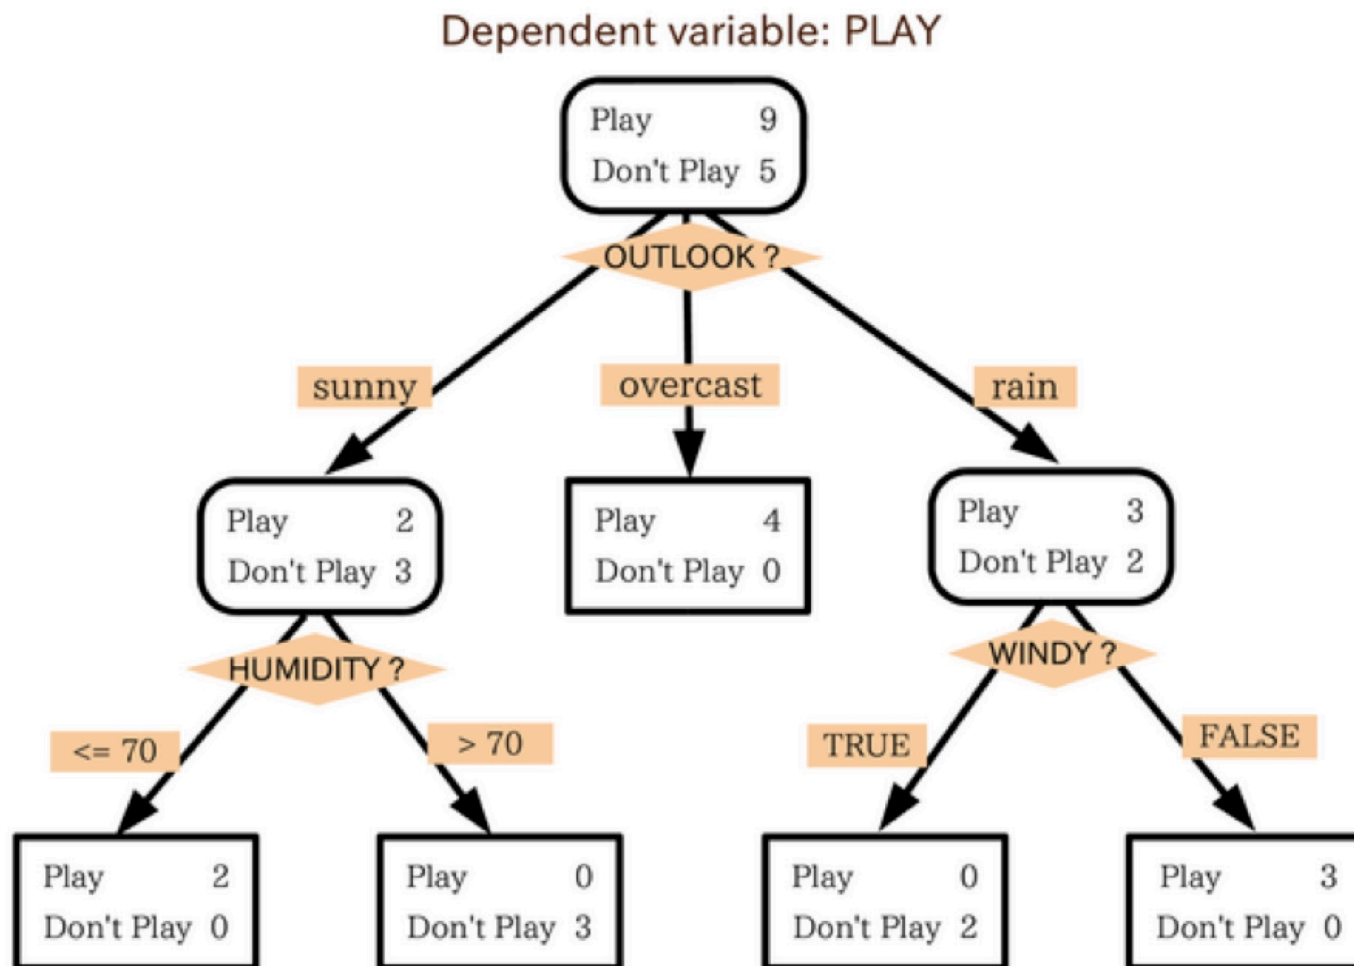 Dependent variable: PLAY
Play 9
Don't Play 5
OUTLOOK ?
sunny
overcast
rain
Play 2
Don't Play 3
Play 4
Don't Play 0
Play 3
Don't Play 2
HUMIDITY ?
WINDY ?
<= 70
> 70
TRUE
FALSE
Play 2
Don't Play 0
Play 0
Don't Play 3
Play 0
Don't Play 2
Play 3
Don't Play 0